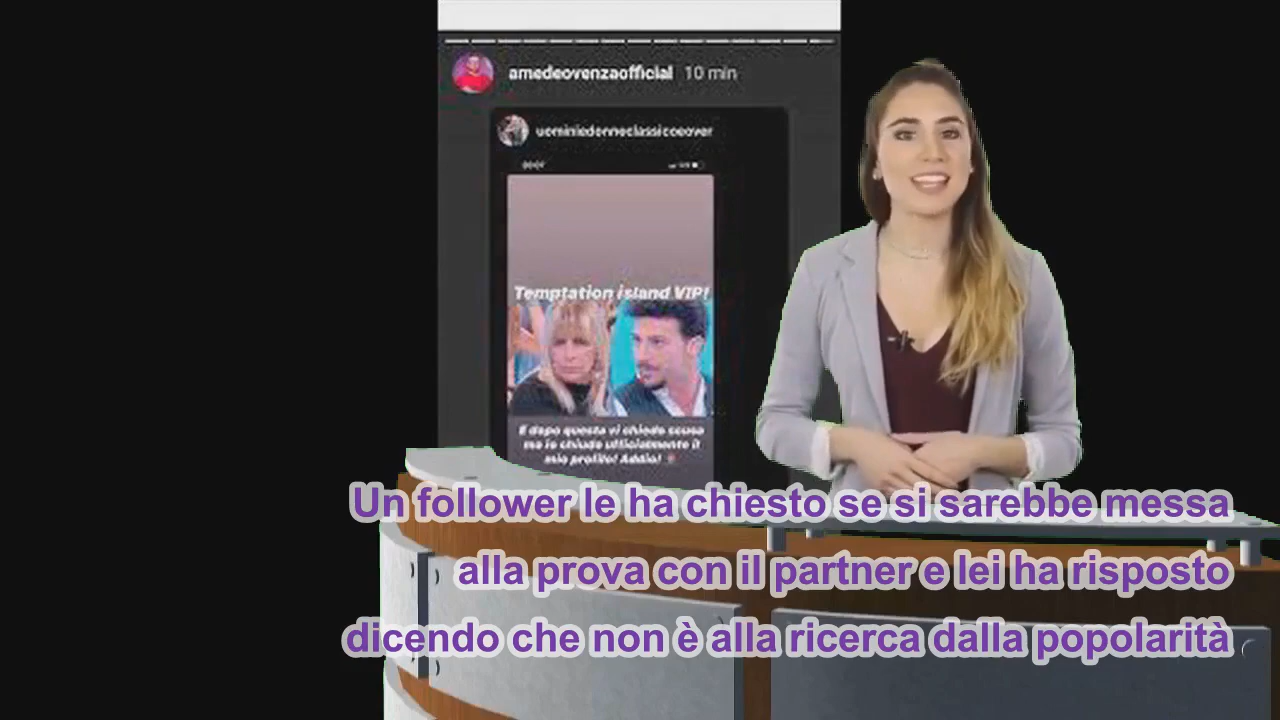 amedeovenzaofficial 10 min
uominiedonneclassicoeover
Temptation island VIP!
E dopo questa vi chiedo scusa
ma io chiudo ufficialmente il
mio profilo! Addio!
Un follower le ha chiesto se si sarebbe messa
alla prova con il partner e lei ha risposto
dicendo che non è alla ricerca dalla popolarità